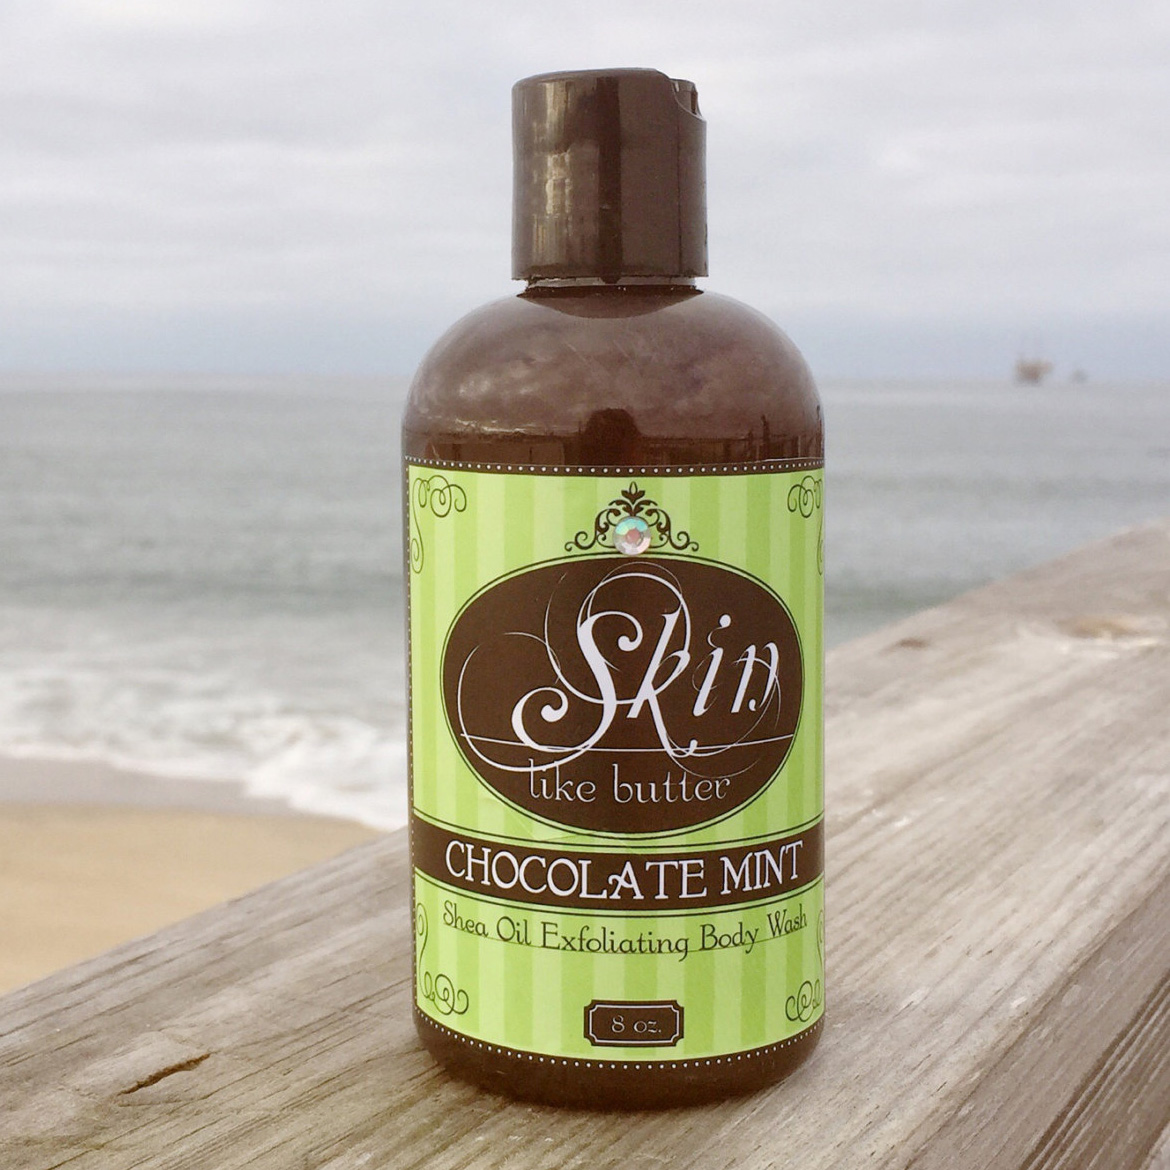 Skin
like butter
CHOCOLATE MINT
Shea Oil Exfoliating Body Wash
8 oz.